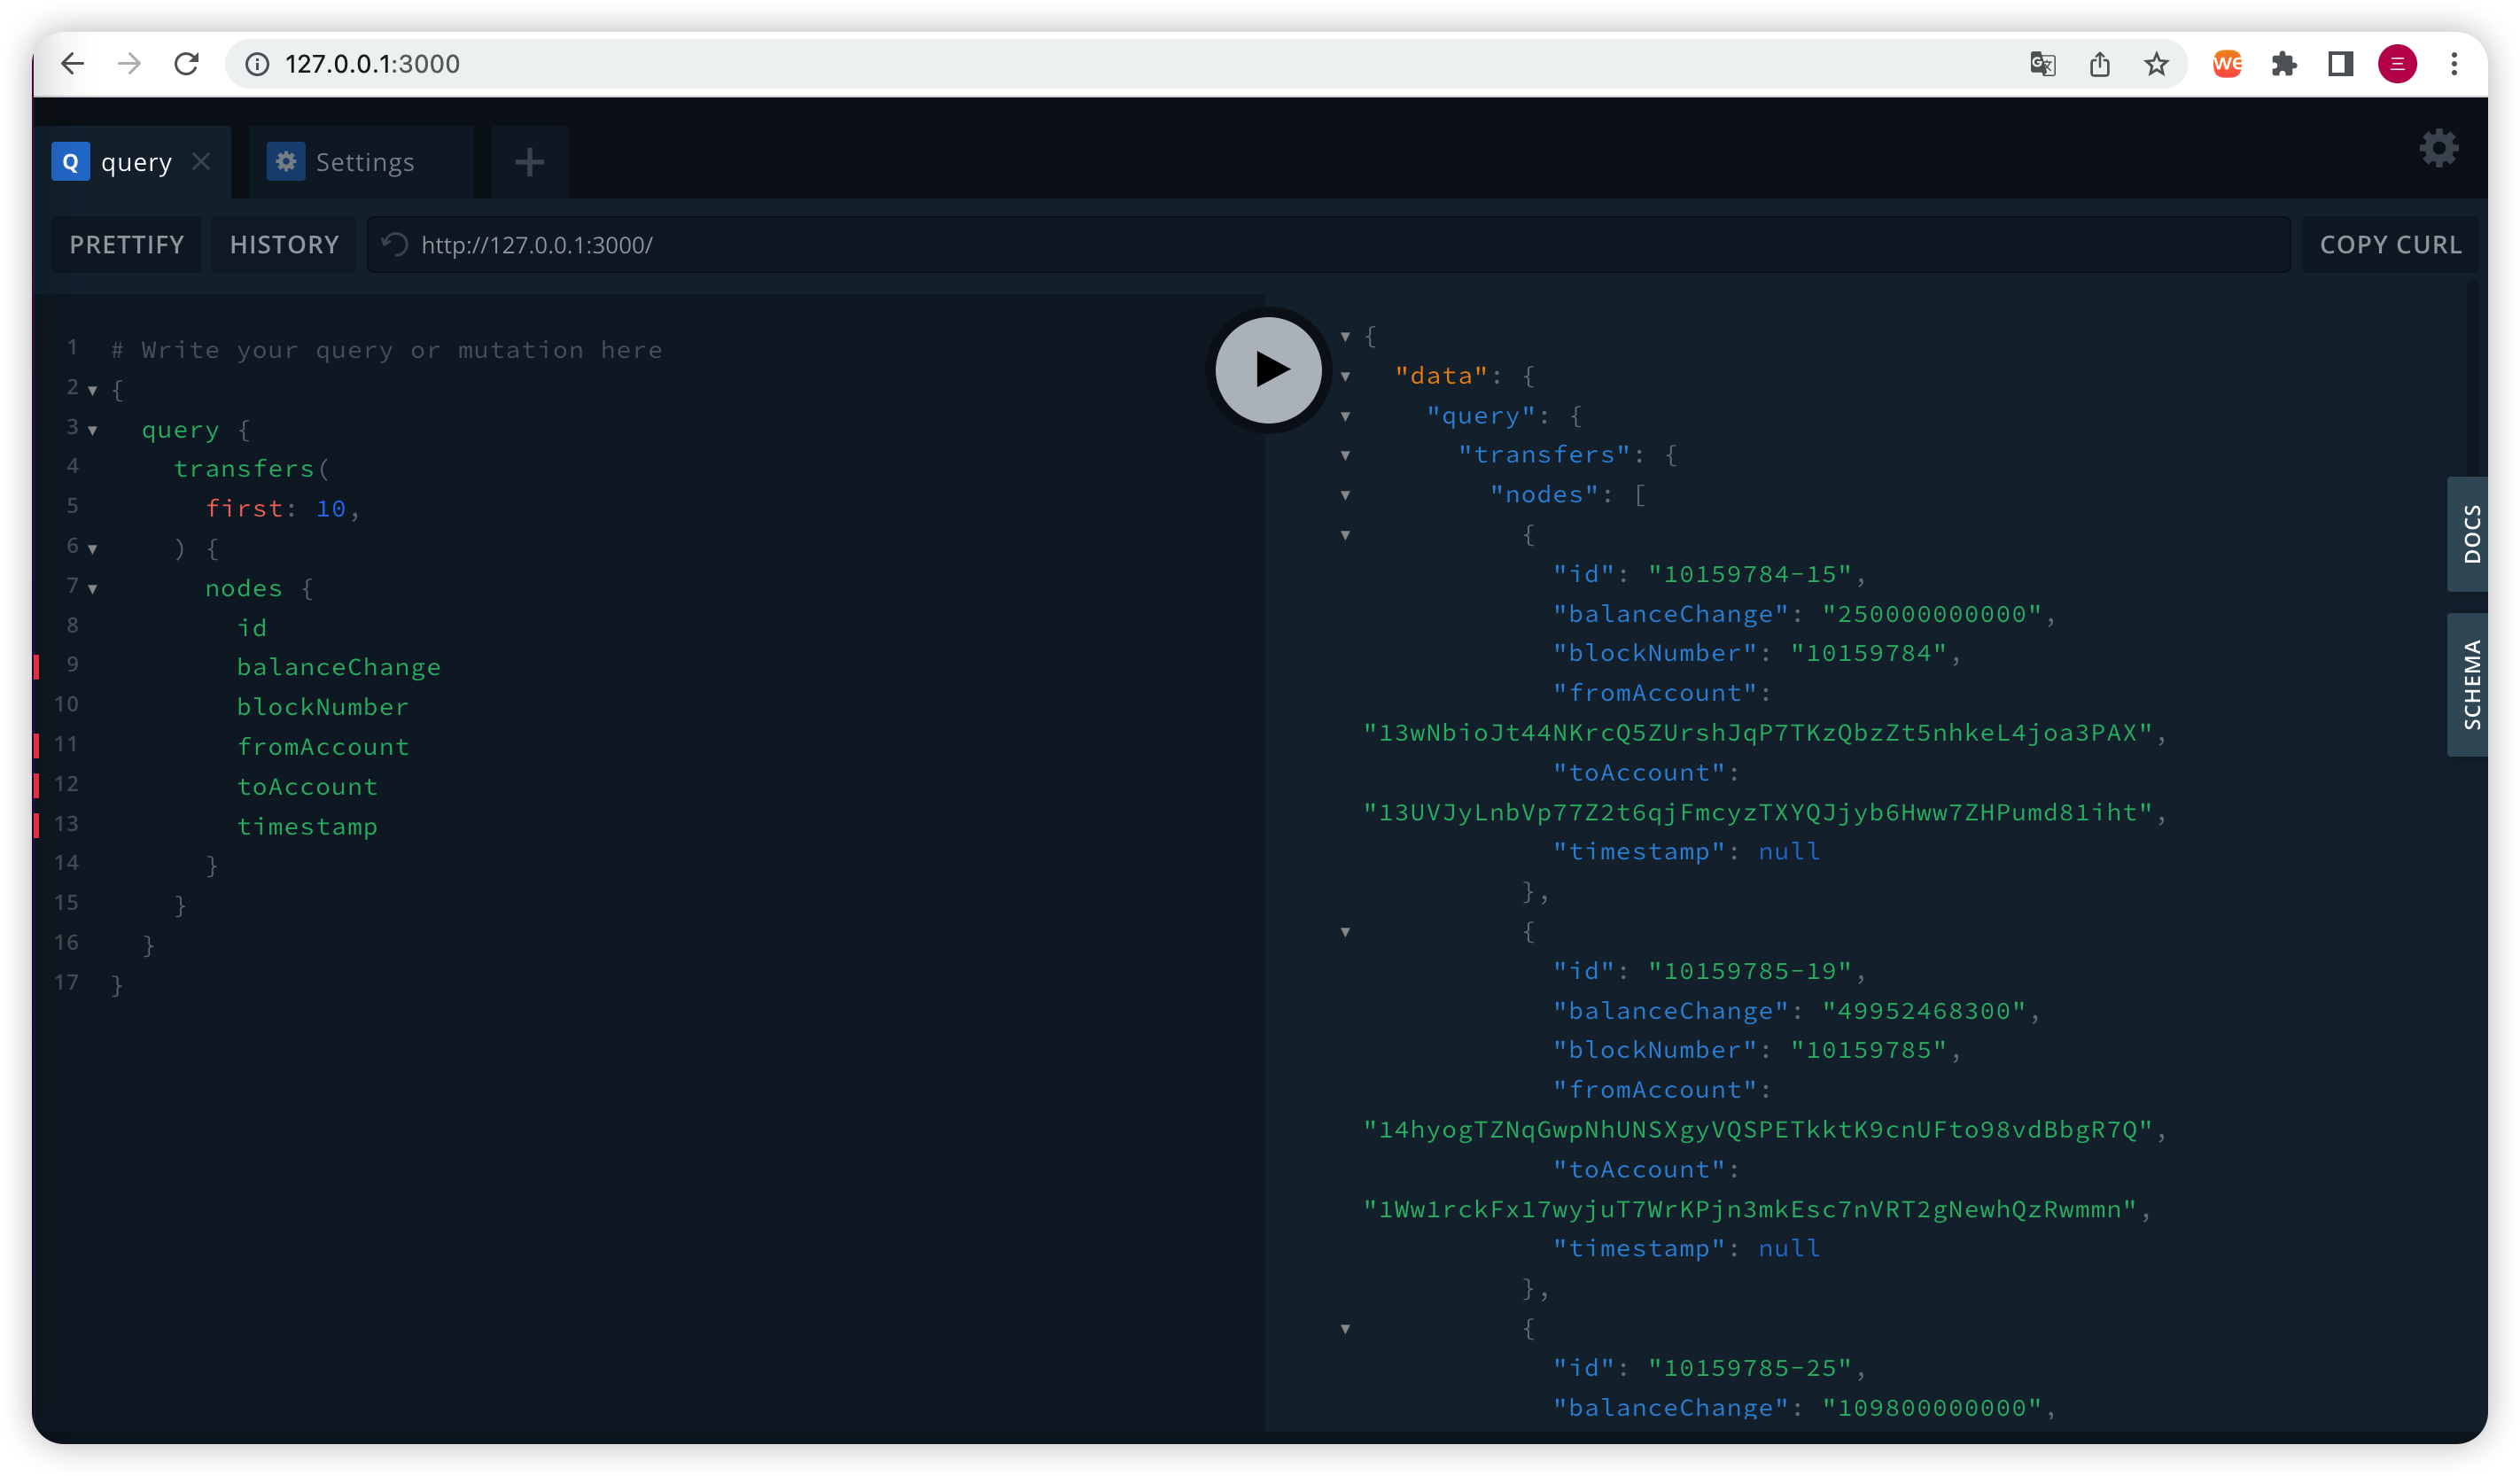 127.0.0.1:3000
WE
三
Q query
Settings
PRETTIFY
HISTORY
http://127.0.0.1:3000/
COPY CURL
1 # Write your query or mutation here
2 {
3 query {
4 transfers(
5 first: 10,
6 ) {
7 nodes {
8 id
9 balanceChange
10 blockNumber
11 fromAccount
12 toAccount
13 timestamp
14 }
15 }
16 }
17 }
{
"data": {
"query": {
"transfers": {
"nodes": [
{
"id": "10159784-15",
"balanceChange": "250000000000",
"blockNumber": "10159784",
"fromAccount":
"13wNbioJt44NKrcQ5ZUrshJqP7TKzQbzZt5nhkeL4joa3PAX",
"toAccount":
"13UVJyLnbVp77Z2t6qjFmcyzTXYQJjyb6Hww7ZHPumd81iht",
"timestamp": null
},
{
"id": "10159785-19",
"balanceChange": "49952468300",
"blockNumber": "10159785",
"fromAccount":
"14hyogTZNqGwpNhUNSXgyVQSPETkktK9cnUFto98vdBbgR7Q",
"toAccount":
"1Ww1rckFx17wyjuT7WrKPjn3mkEsc7nVRT2gNewhQzRwmmn",
"timestamp": null
},
{
"id": "10159785-25",
"balanceChange": "109800000000",
DOCS
SCHEMA